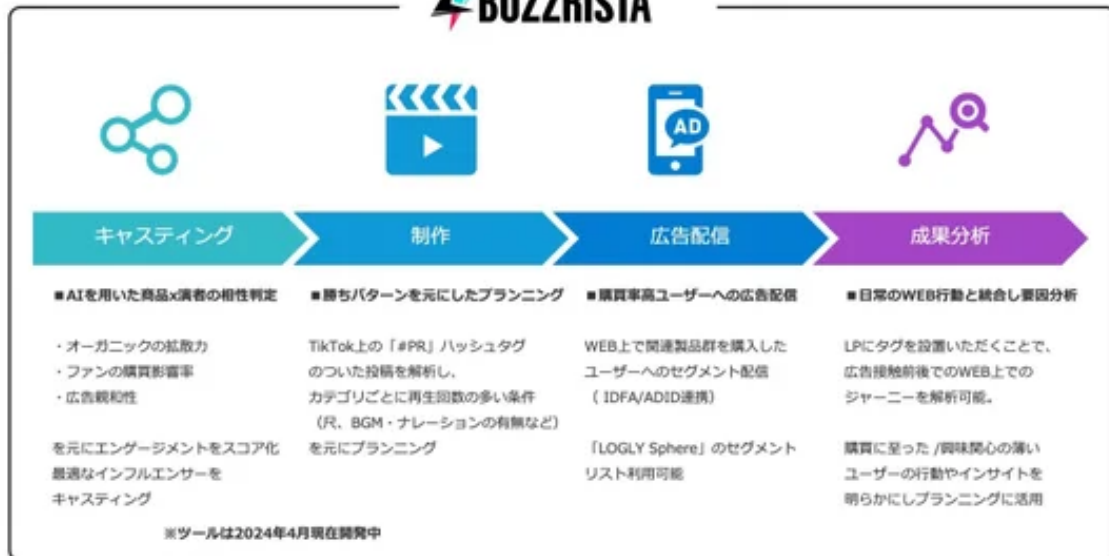 BUZZRISTA
AD
キャスティング
制作
広告配信
成果分析
■AIを用いた商品x演者の相性判定
・オーガニックの拡散力
・ファンの購買影響率
・広告親和性
を元にエンゲージメントをスコア化
最適なインフルエンサーを
キャスティング
※ツールは2024年4月現在開発中
■勝ちパターンを元にしたプランニング
TikTok上の「#PR」ハッシュタグ
のついた投稿を解析し、
カテゴリごとに再生回数の多い条件
（尺、BGM・ナレーションの有無など）
を元にプランニング
■購買率高ユーザーへの広告配信
WEB上で関連製品群を購入した
ユーザーへのセグメント配信
（ IDFA/ADID連携）
「LOGLY Sphere」のセグメント
リスト利用可能
■日常のWEB行動と統合し要因分析
LPにタグを設置いただくことで、
広告接触前後でのWEB上での
ジャーニーを解析可能。
購買に至った /興味関心の薄い
ユーザーの行動やインサイトを
明らかにしプランニングに活用